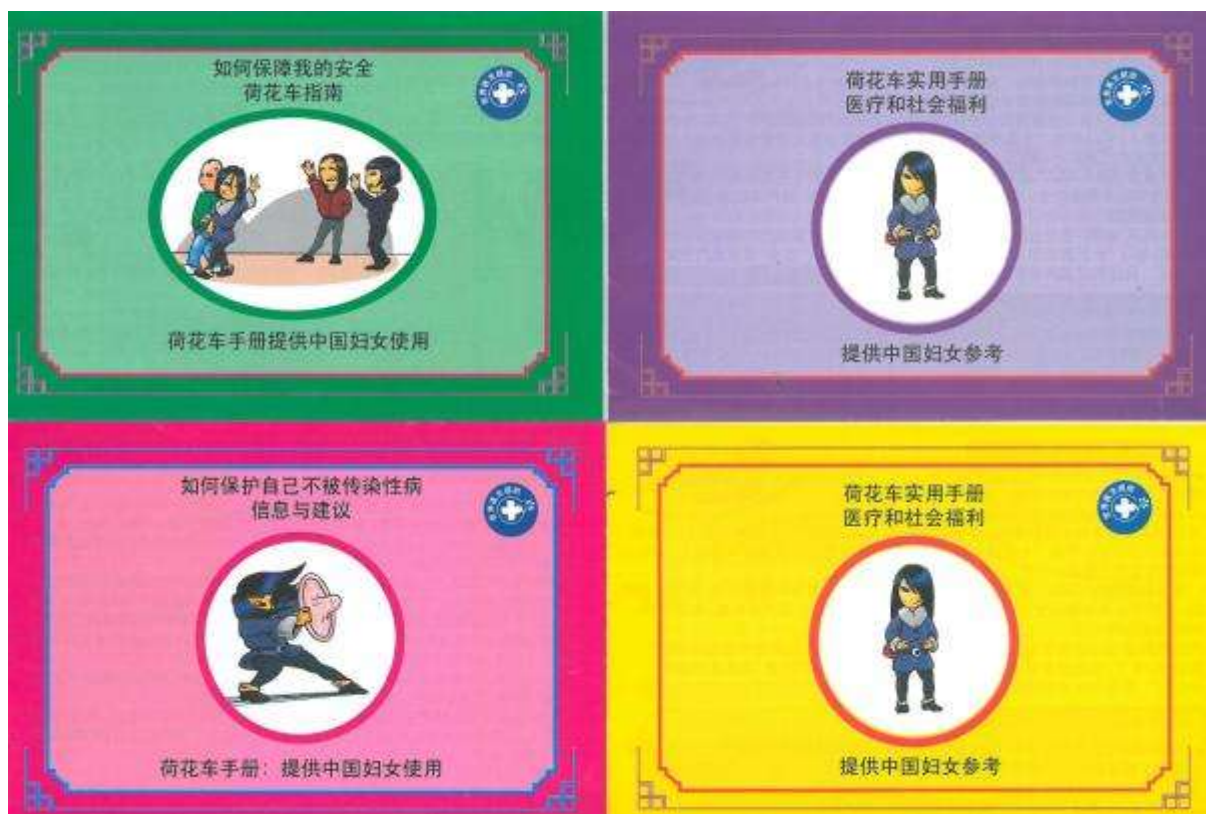 如何保障我的安全
荷花车指南
荷花车手册提供中国妇女使用
荷花车实用手册
医疗和社会福利
提供中国妇女参考
如何保护自己不被传染性病
信息与建议
荷花车手册：提供中国妇女使用
荷花车实用手册
医疗和社会福利
提供中国妇女参考